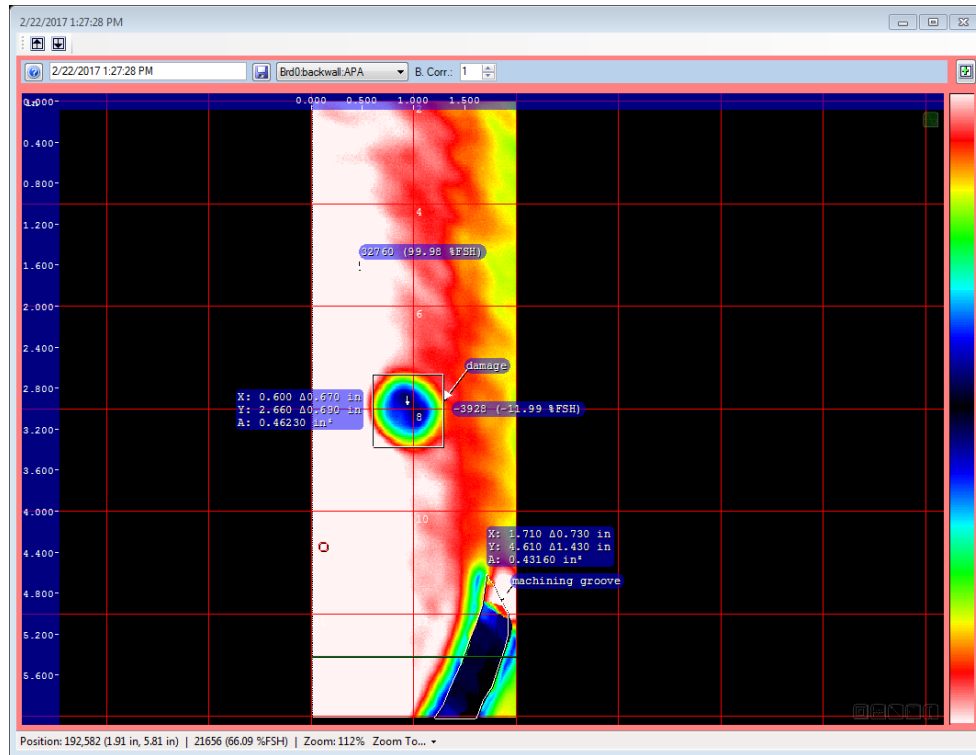 2/22/2017 1:27:28 PM
2/22/2017 1:27:28 PM Brd0:backwall:APA B. Corr.: 1
0.000 0.500 1.000 1.500
0.000
0.400
0.800
1.200
1.600
2.000
2.400
2.800
3.200
3.600
4.000
4.400
4.800
5.200
5.600
2
4
32760 (99.98 %FSH)
6
damage
X: 0.600 Δ0.670 in
Y: 2.660 Δ0.690 in
A: 0.46230 in²
-3928 (-11.99 %FSH)
8
10
X: 1.710 Δ0.730 in
Y: 4.610 Δ1.430 in
A: 0.43160 in²
machining groove
Position: 192,582 (1.91 in, 5.81 in) | 21656 (66.09 %FSH) | Zoom: 112% Zoom To...